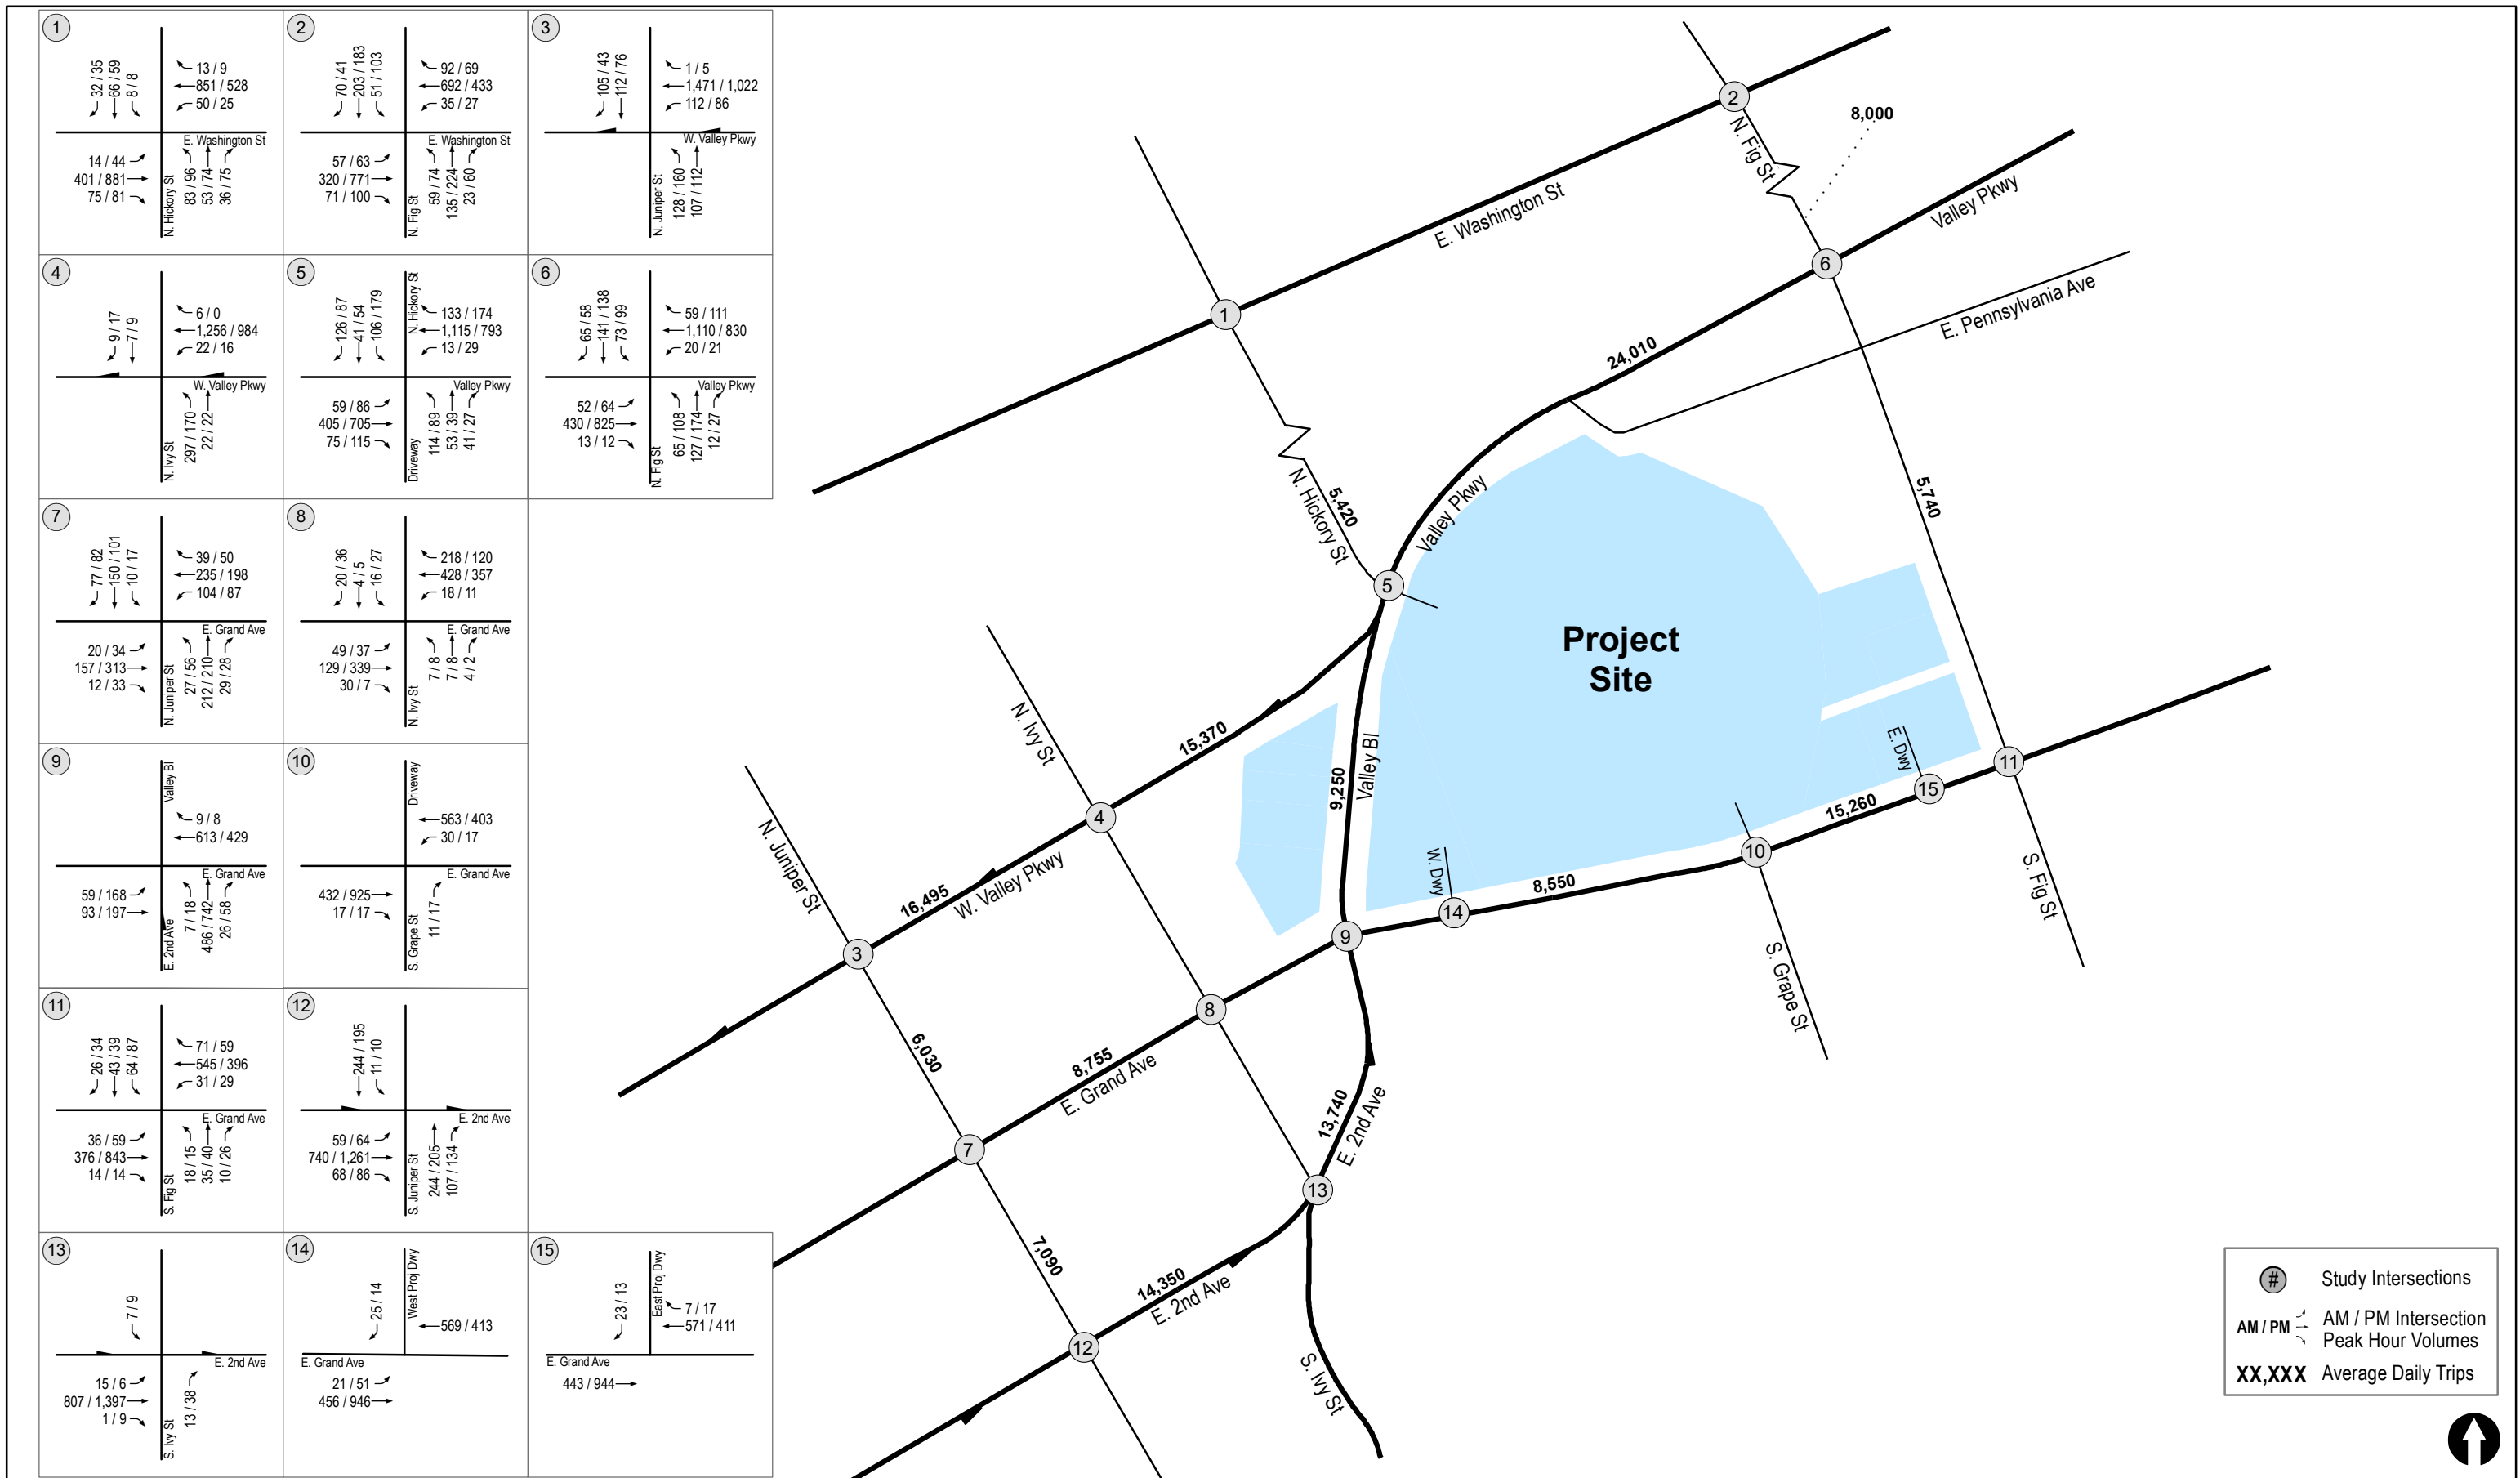 1
32 / 35
66 / 59
8 / 8
13 / 9
851 / 528
50 / 25
E. Washington St
14 / 44
401 / 881
75 / 81
N. Hickory St
83 / 96
53 / 74
36 / 75
2
70 / 41
203 / 183
51 / 103
92 / 69
692 / 433
35 / 27
E. Washington St
57 / 63
320 / 771
71 / 100
N. Fig St
59 / 74
135 / 224
23 / 60
3
105 / 43
112 / 76
1 / 5
1,471 / 1,022
112 / 86
W. Valley Pkwy
N. Juniper St
128 / 160
107 / 112
4
9 / 17
7 / 9
6 / 0
1,256 / 984
22 / 16
W. Valley Pkwy
N. Ivy St
297 / 170
22 / 22
5
126 / 87
41 / 54
106 / 179
N. Hickory St
133 / 174
1,115 / 793
13 / 29
Valley Pkwy
59 / 86
405 / 705
75 / 115
Driveway
114 / 89
53 / 39
41 / 27
6
65 / 58
141 / 138
73 / 99
59 / 111
1,110 / 830
20 / 21
Valley Pkwy
52 / 64
430 / 825
13 / 12
N. Fig St
65 / 108
127 / 174
12 / 27
7
77 / 82
150 / 101
10 / 17
39 / 50
235 / 198
104 / 87
E. Grand Ave
20 / 34
157 / 313
12 / 33
N. Juniper St
27 / 56
212 / 210
29 / 28
8
20 / 36
4 / 5
16 / 27
218 / 120
428 / 357
18 / 11
E. Grand Ave
49 / 37
129 / 339
30 / 7
N. Ivy St
7 / 8
7 / 8
4 / 2
9
Valley Bl
9 / 8
613 / 429
E. Grand Ave
59 / 168
93 / 197
E. 2nd Ave
7 / 18
486 / 742
26 / 58
10
Driveway
563 / 403
30 / 17
E. Grand Ave
432 / 925
17 / 17
S. Grape St
11 / 17
11
26 / 34
43 / 39
64 / 87
71 / 59
545 / 396
31 / 29
E. Grand Ave
36 / 59
376 / 843
14 / 14
S. Fig St
18 / 15
35 / 40
10 / 26
12
244 / 195
11 / 10
E. 2nd Ave
59 / 64
740 / 1,261
68 / 86
S. Juniper St
244 / 205
107 / 134
13
7 / 9
E. 2nd Ave
15 / 6
807 / 1,397
1 / 9
S. Ivy St
13 / 38
14
25 / 14
West Proj Dwy
569 / 413
E. Grand Ave
21 / 51
456 / 946
15
23 / 13
East Proj Dwy
7 / 17
571 / 411
E. Grand Ave
443 / 944
2
N. Fig St
8,000
E. Washington St
Valley Pkwy
6
1
E. Pennsylvania Ave
24,010
5,420
N. Hickory St
Valley Pkwy
5,740
5
Project
Site
N. Ivy St
15,370
9,250
Valley Bl
E. Dwy
11
15
15,260
N. Juniper St
4
10
W. Dwy
8,550
S. Fig St
16,495
W. Valley Pkwy
14
3
9
S. Grape St
8
6,030
8,755
E. Grand Ave
13,740
E. 2nd Ave
7
13
7,090
14,350
E. 2nd Ave
12
S. Ivy St
# Study Intersections
AM / PM AM / PM Intersection
Peak Hour Volumes
XX,XXX Average Daily Trips